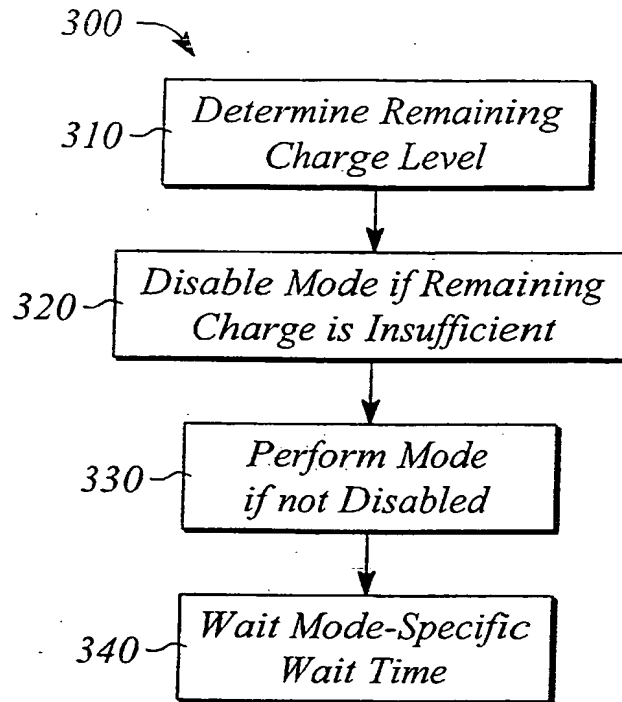 300
310
Determine Remaining
Charge Level
320
Disable Mode if Remaining
Charge is Insufficient
330
Perform Mode
if not Disabled
340
Wait Mode-Specific
Wait Time